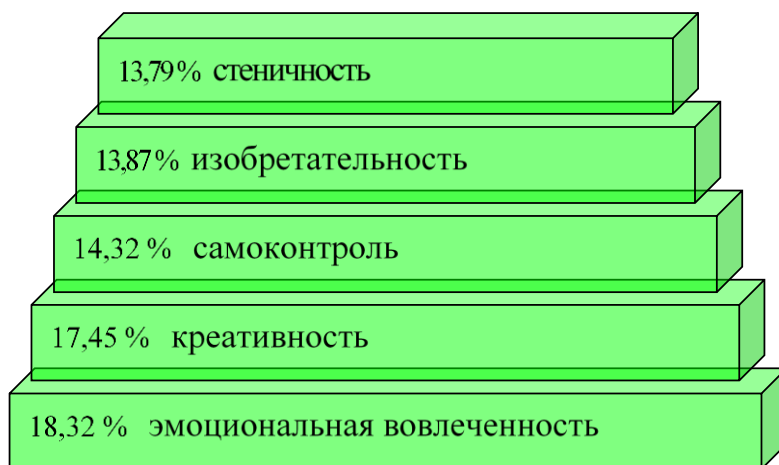 13,79% стеничность
13,87% изобретательность
14,32 % самоконтроль
17,45 % креативность
18,32 % эмоциональная вовлеченность